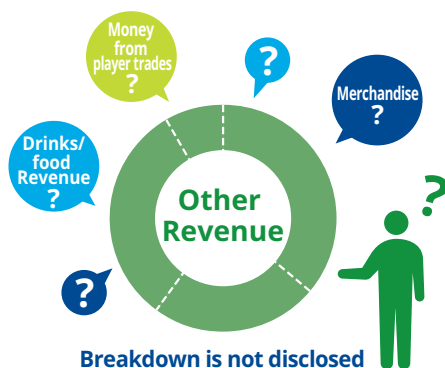 Money
from
player trades
?
?
Merchandise
?
Drinks/
food
Revenue
?
Other
Revenue
?
?
Breakdown is not disclosed